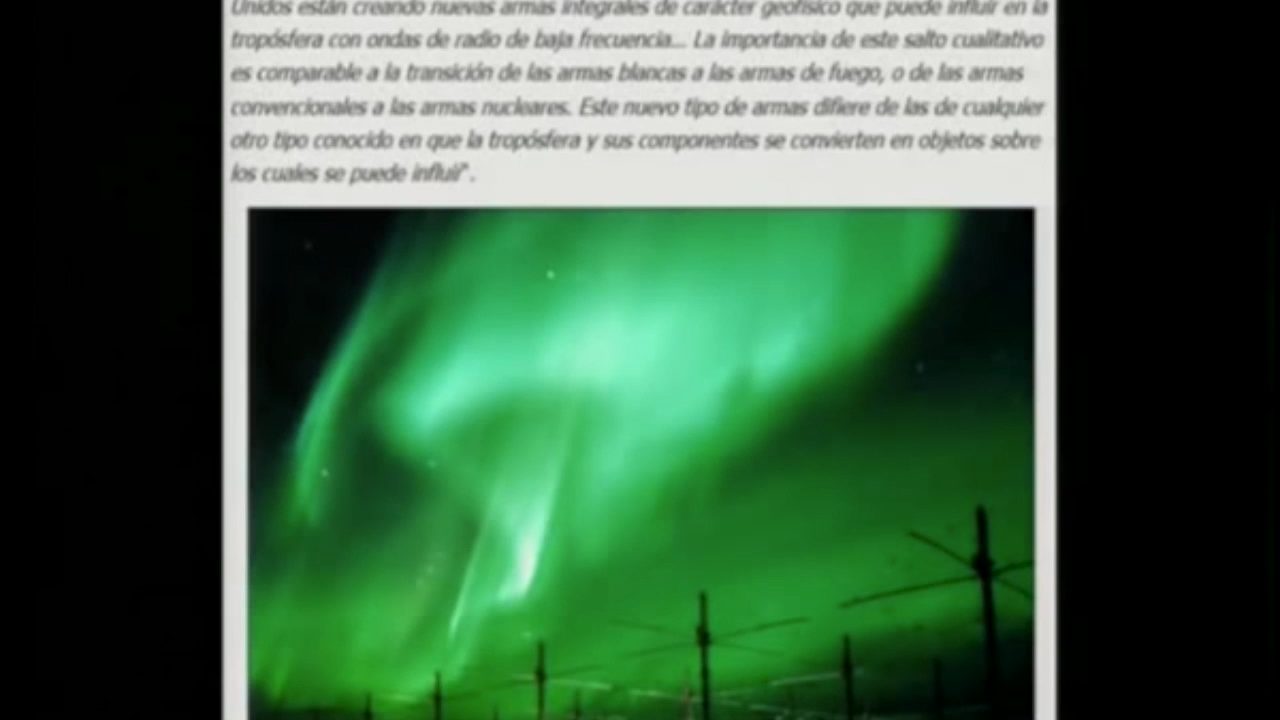 Unidos están creando nuevas armas integrales de carácter geofísico que puede influir en la
tropósfera con ondas de radio de baja frecuencia... La importancia de este salto cualitativo
es comparable a la transición de las armas blancas a las armas de fuego, o de las armas
convencionales a las armas nucleares. Este nuevo tipo de armas difiere de las de cualquier
otro tipo conocido en que la tropósfera y sus componentes se convierten en objetos sobre
los cuales se puede influir".